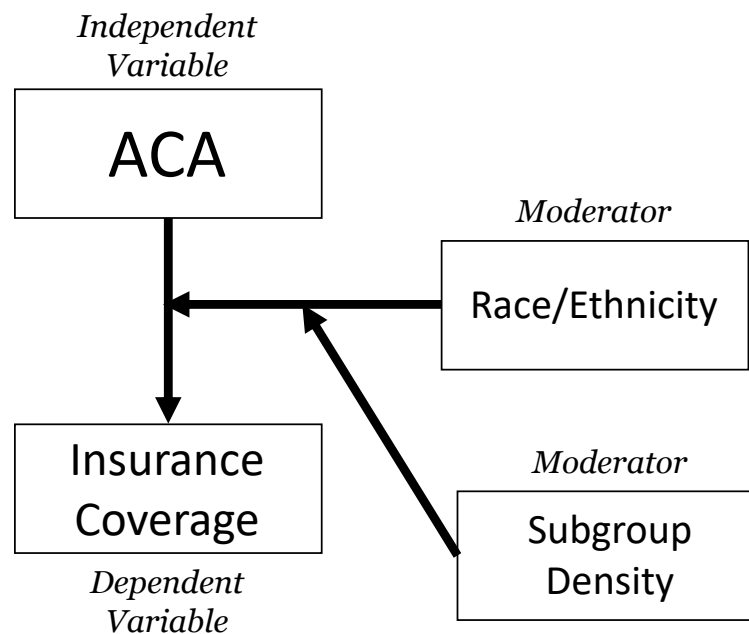 Independent
Variable
ACA
Moderator
Race/Ethnicity
Insurance
Coverage
Dependent
Variable
Moderator
Subgroup
Density